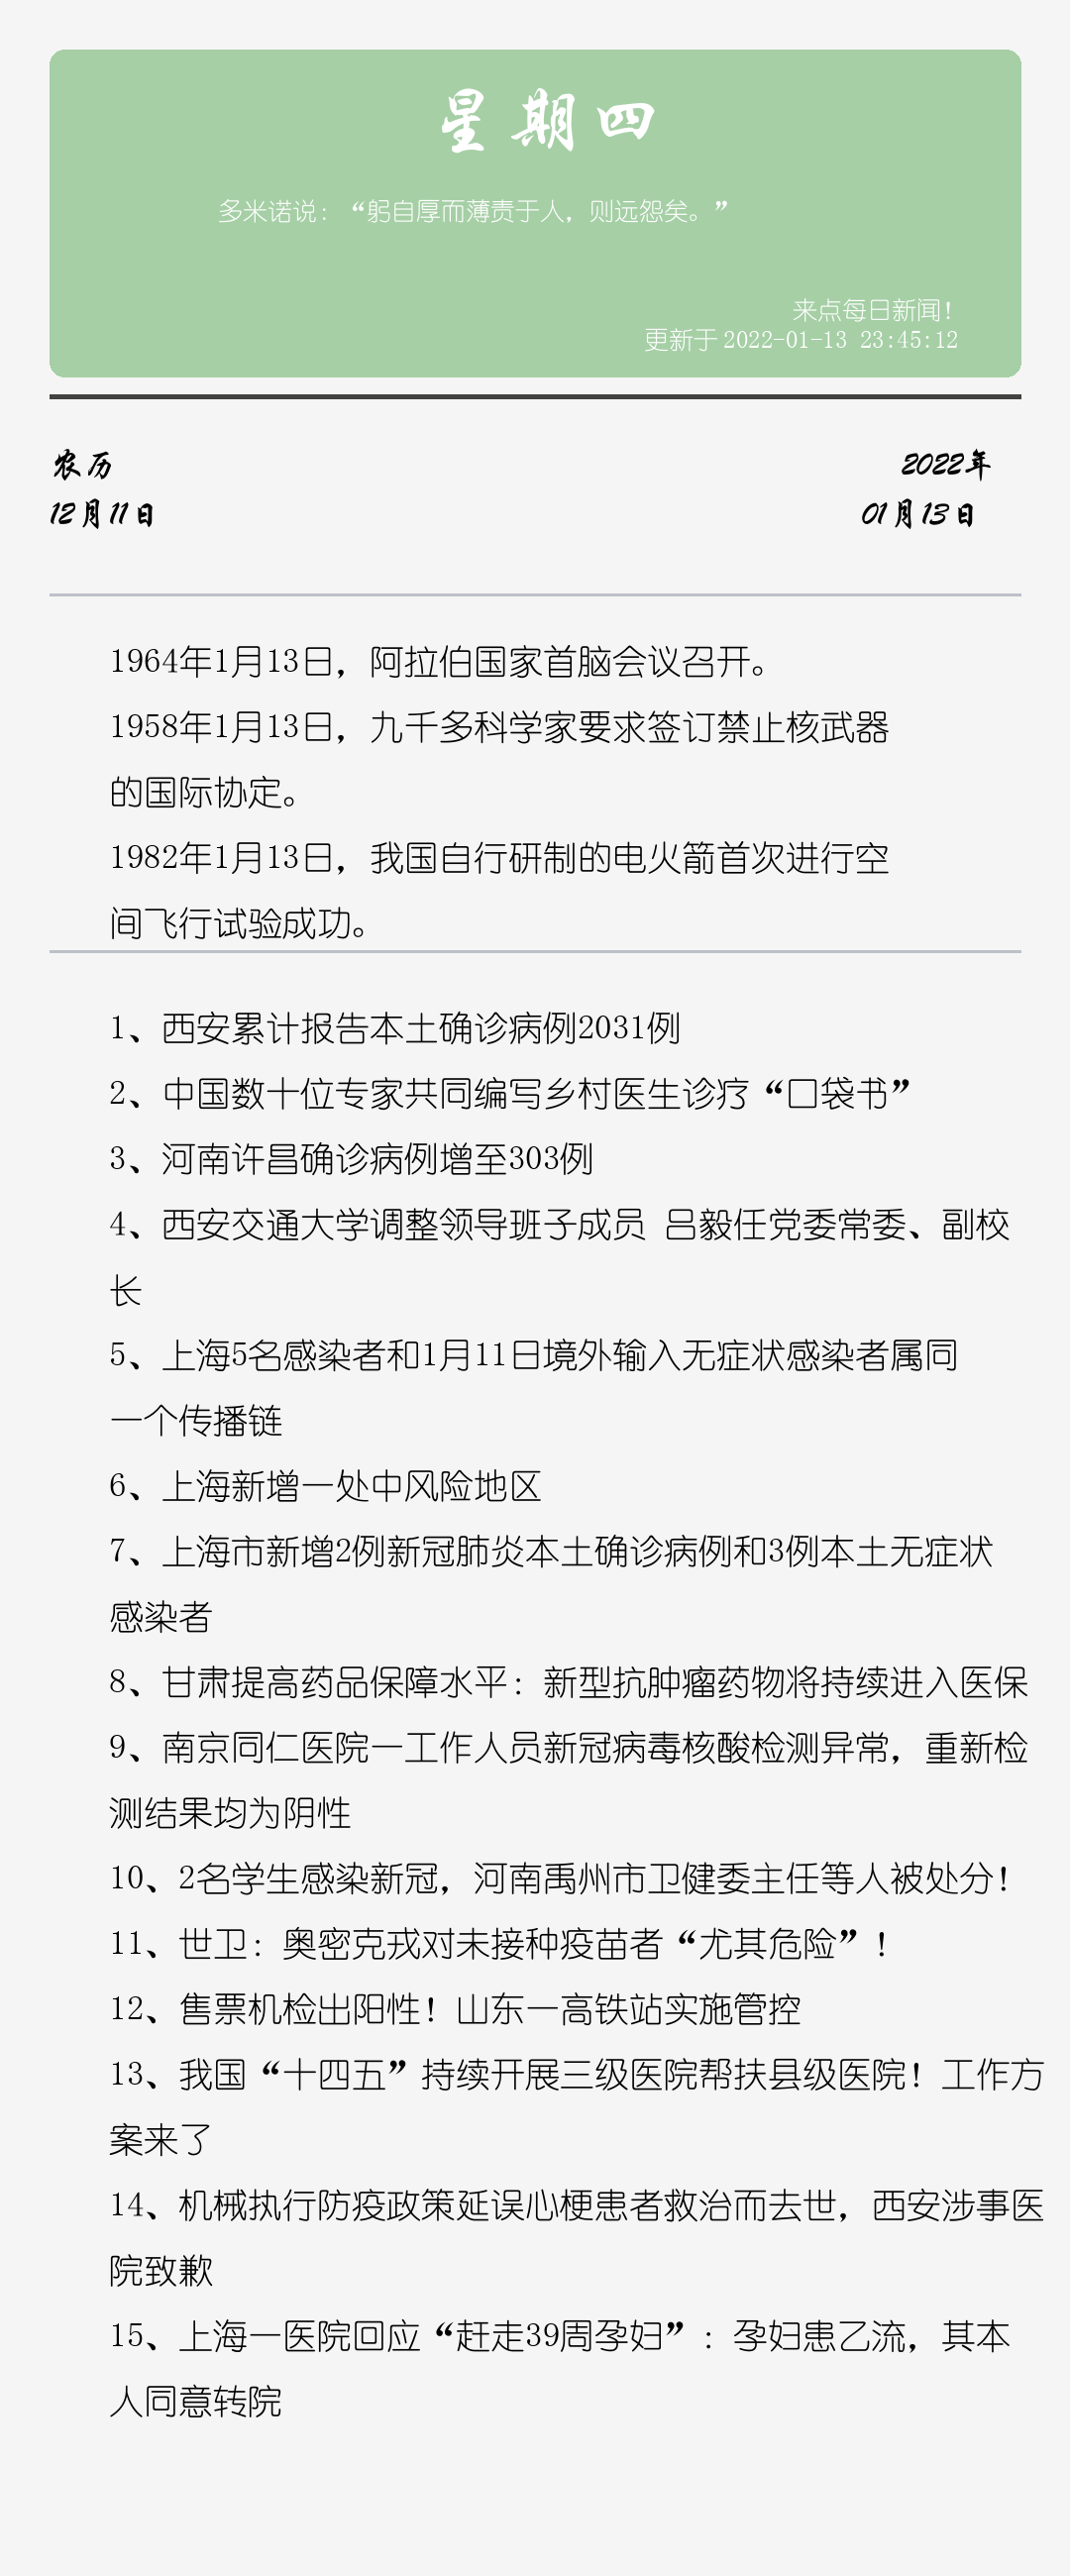 星期四
多米诺说：“躬自厚而薄责于人，则远怨矣。”
来点每日新闻！
更新于 2022-01-13 23:45:12
农历
2022年
12月11日
01月13日
1964年1月13日，阿拉伯国家首脑会议召开。
1958年1月13日，九千多科学家要求签订禁止核武器
的国际协定。
1982年1月13日，我国自行研制的电火箭首次进行空
间飞行试验成功。
1、西安累计报告本土确诊病例2031例
2、中国数十位专家共同编写乡村医生诊疗“口袋书”
3、河南许昌确诊病例增至303例
4、西安交通大学调整领导班子成员 吕毅任党委常委、副校
长
5、上海5名感染者和1月11日境外输入无症状感染者属同
一个传播链
6、上海新增一处中风险地区
7、上海市新增2例新冠肺炎本土确诊病例和3例本土无症状
感染者
8、甘肃提高药品保障水平：新型抗肿瘤药物将持续进入医保
9、南京同仁医院一工作人员新冠病毒核酸检测异常，重新检
测结果均为阴性
10、2名学生感染新冠，河南禹州市卫健委主任等人被处分！
11、世卫：奥密克戎对未接种疫苗者“尤其危险”！
12、售票机检出阳性！山东一高铁站实施管控
13、我国“十四五”持续开展三级医院帮扶县级医院！工作方
案来了
14、机械执行防疫政策延误心梗患者救治而去世，西安涉事医
院致歉
15、上海一医院回应“赶走39周孕妇”：孕妇患乙流，其本
人同意转院